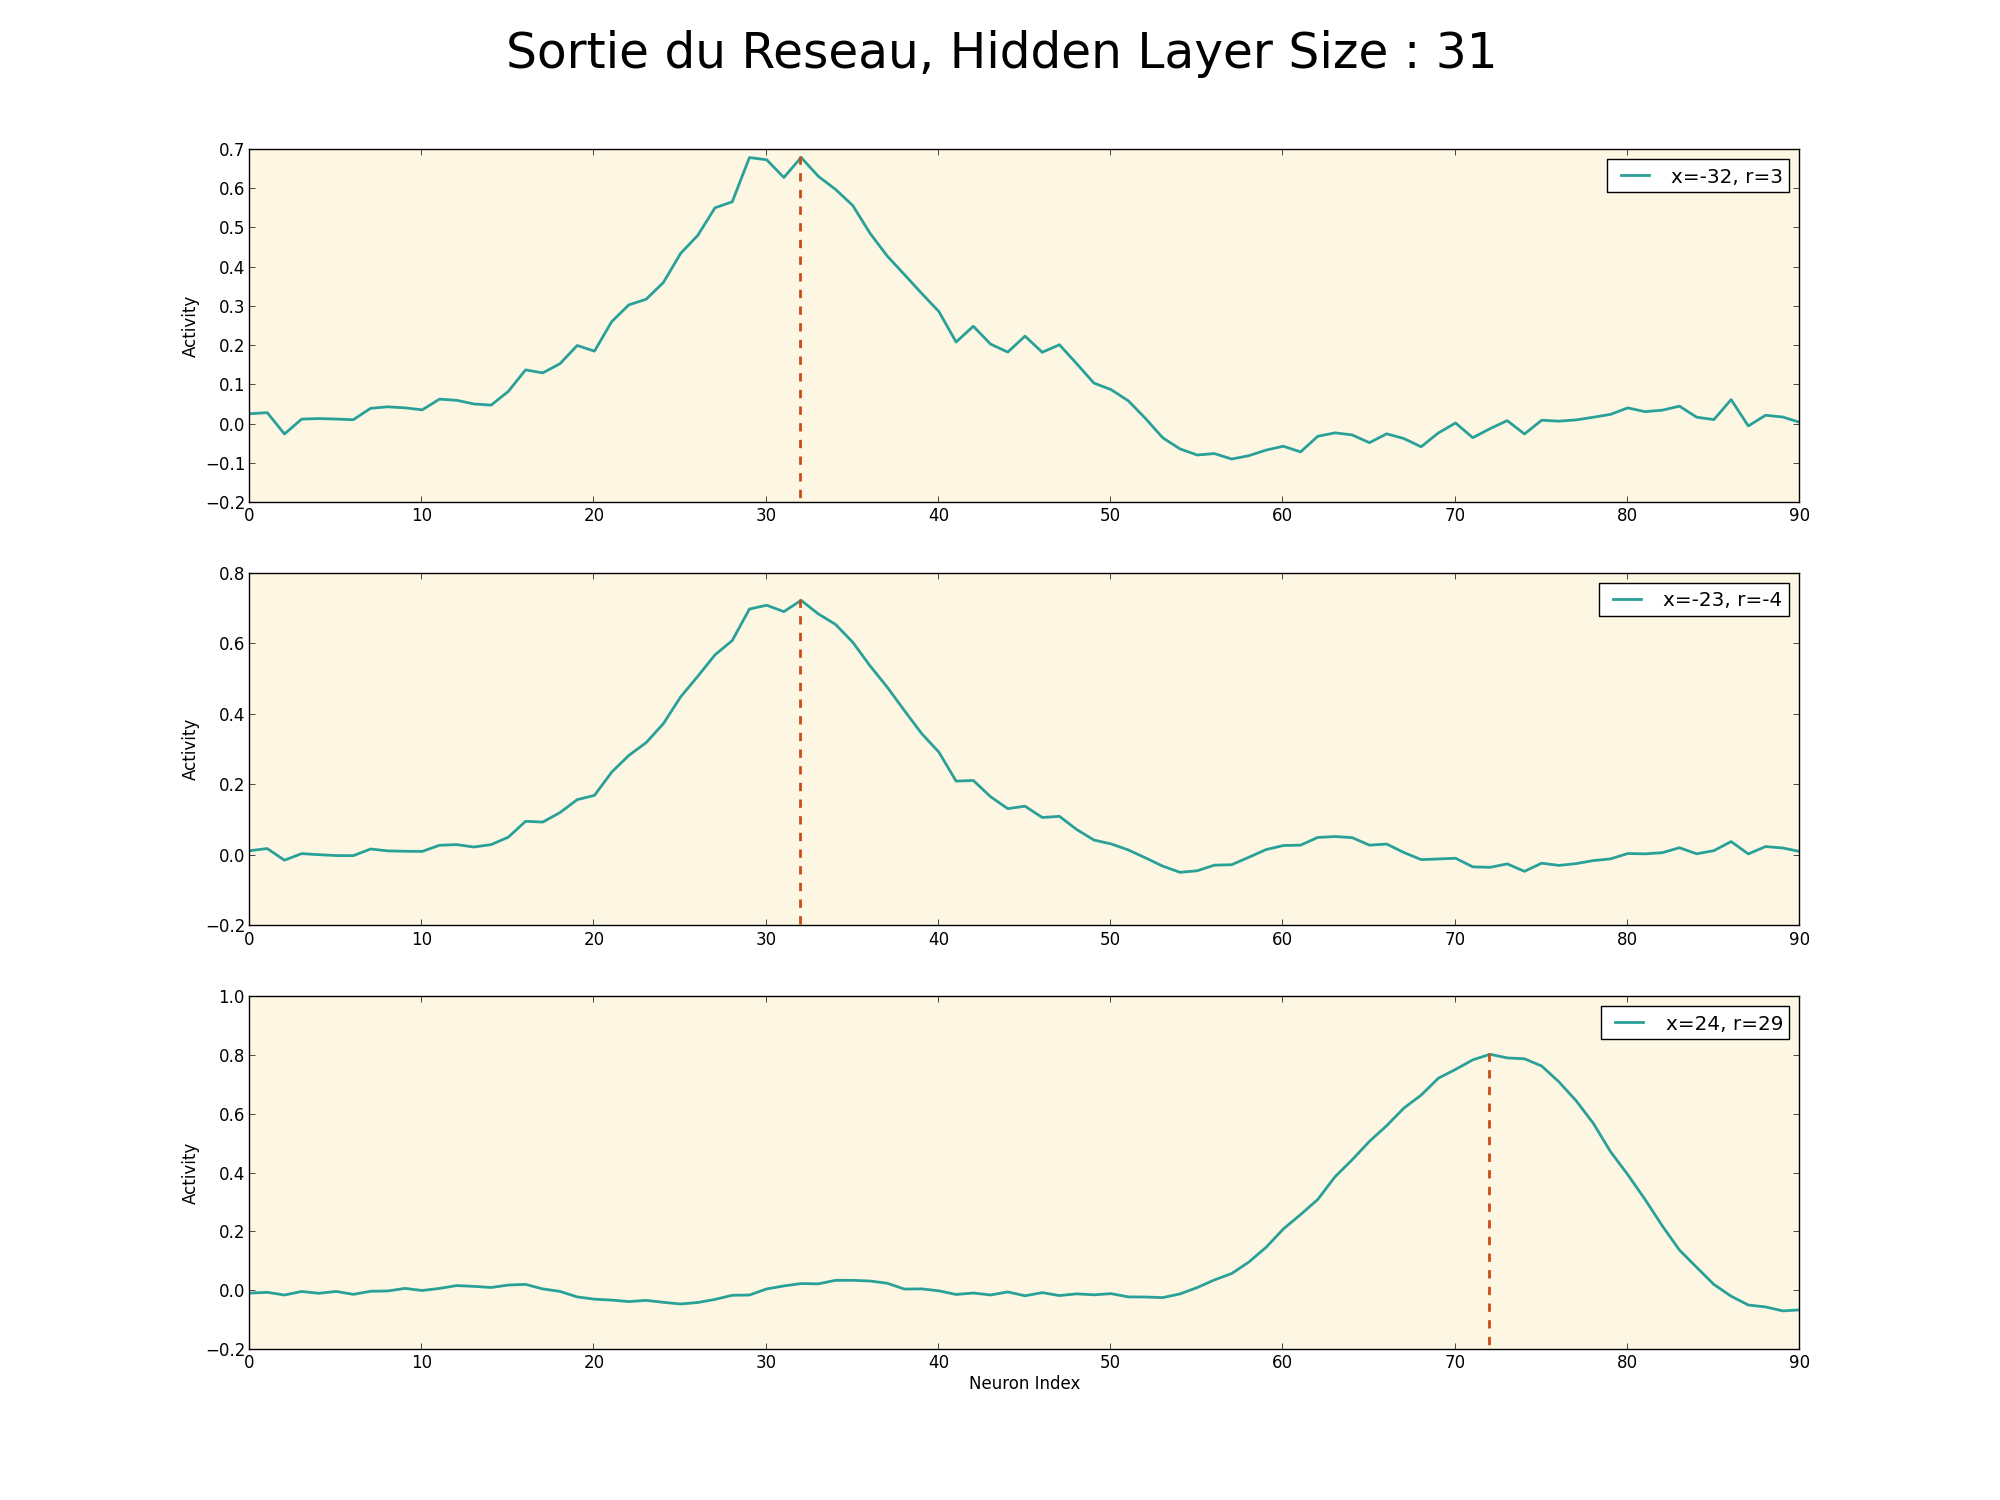 Sortie du Reseau, Hidden Layer Size : 31
0.7
0.6
0.5
0.4
0.3
0.2
0.1
0.0
−0.1
−0.2
Activity
x=-32, r=3
0 10 20 30 40 50 60 70 80 90
0.8
0.6
0.4
0.2
0.0
−0.2
Activity
x=-23, r=-4
0 10 20 30 40 50 60 70 80 90
1.0
0.8
0.6
0.4
0.2
0.0
−0.2
Activity
x=24, r=29
0 10 20 30 40 50 60 70 80 90
Neuron Index